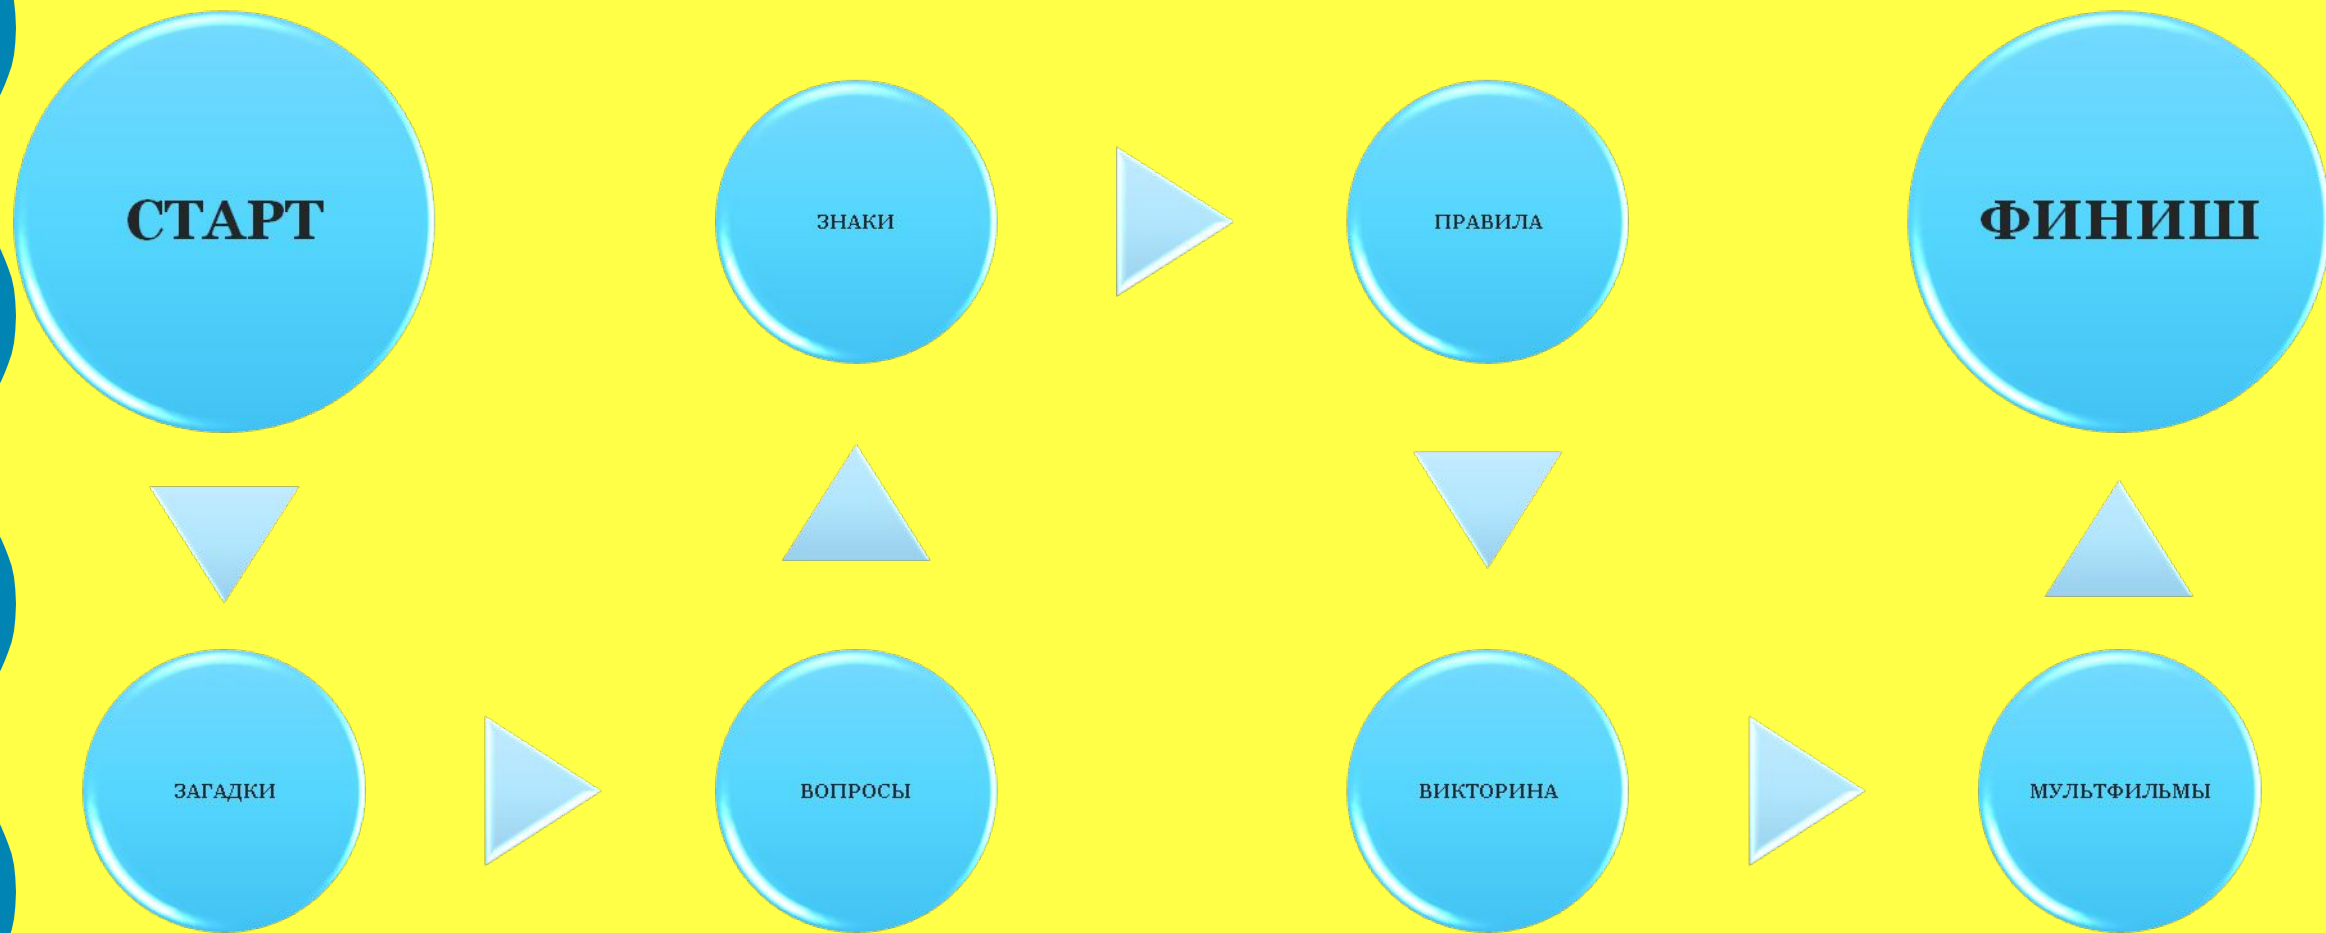 СТАРТ
ЗНАКИ
ПРАВИЛА
ФИНИШ
ЗАГАДКИ
ВОПРОСЫ
ВИКТОРИНА
МУЛЬТФИЛЬМЫ